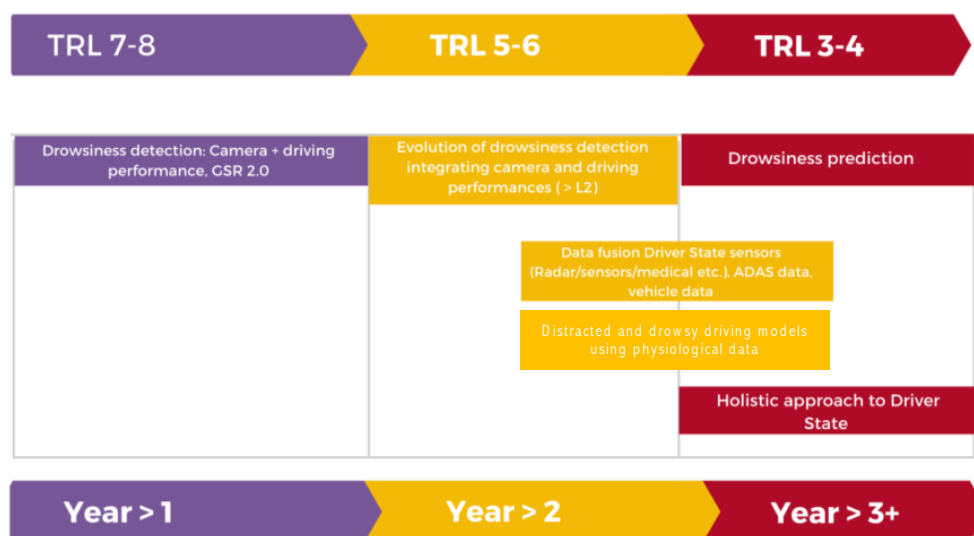 TRL 7-8
TRL 5-6
TRL 3-4
Drowsiness detection: Camera + driving
performance, GSR 2.0
Evolution of drowsiness detection
integrating camera and driving
performances ( > L2)
Drowsiness prediction
Data fusion Driver State sensors
(Radar/sensors/medical etc.), ADAS data,
vehicle data
Distracted and drowsy driving models
using physiological data
Holistic approach to Driver
State
Year > 1
Year > 2
Year > 3+